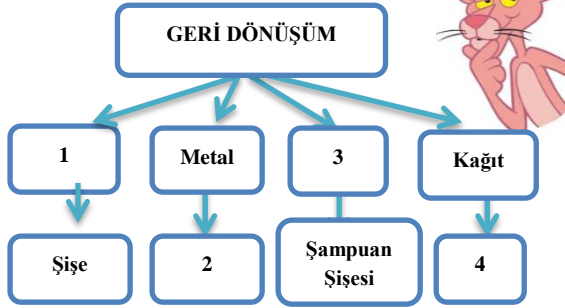 GERİ DÖNÜŞÜM
1
Metal
3
Kağıt
Şişe
2
Şampuan
Şişesi
4